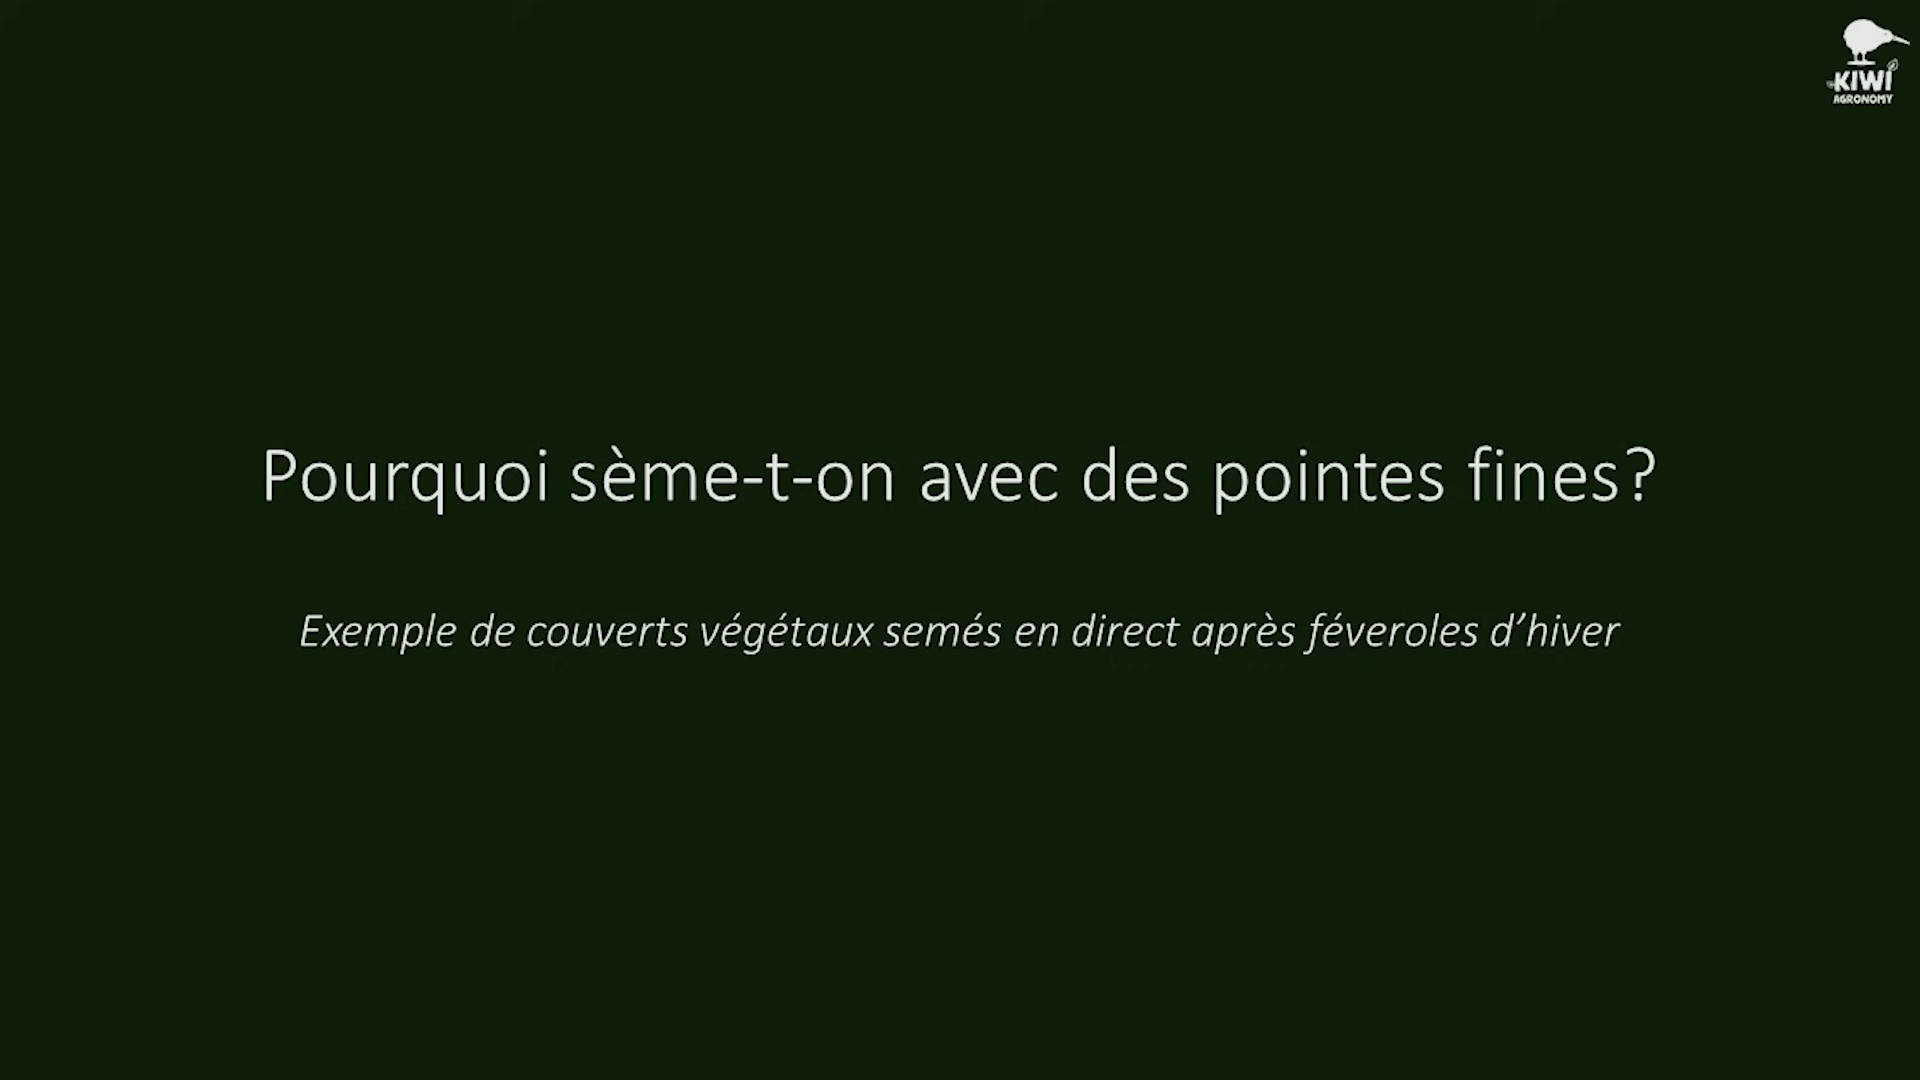 KIWI
AGRONOMY
Pourquoi sème-t-on avec des pointes fines?
Exemple de couverts végétaux semés en direct après féveroles d’hiver